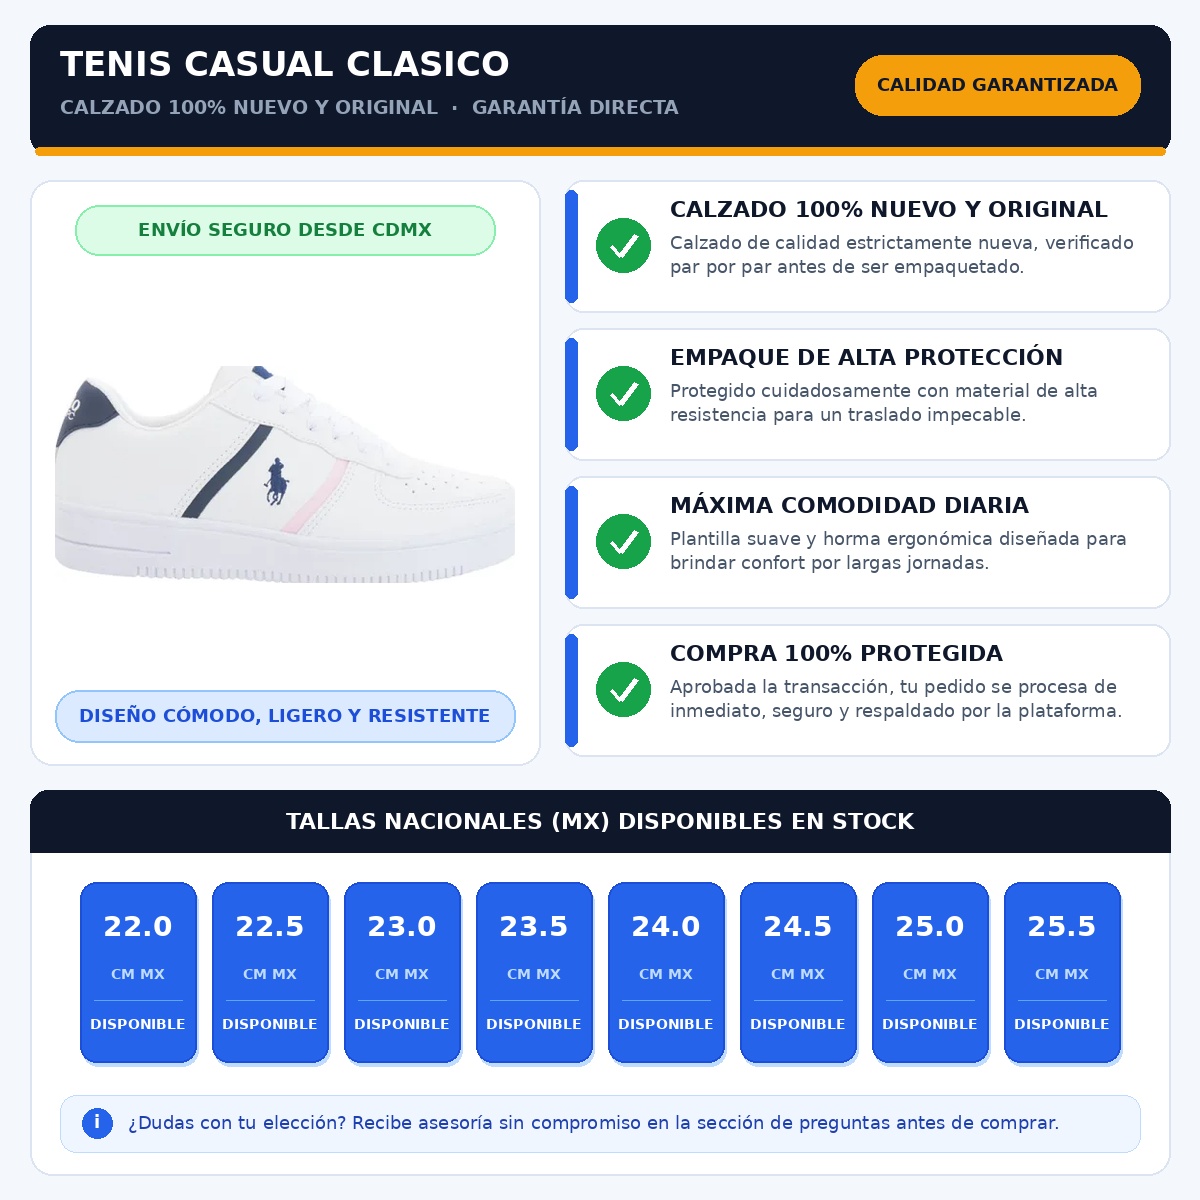 TENIS CASUAL CLASICO
CALZADO 100% NUEVO Y ORIGINAL · GARANTÍA DIRECTA
CALIDAD GARANTIZADA
ENVÍO SEGURO DESDE CDMX
DISEÑO CÓMODO, LIGERO Y RESISTENTE
CALZADO 100% NUEVO Y ORIGINAL
Calzado de calidad estrictamente nueva, verificado
par por par antes de ser empaquetado.
EMPAQUE DE ALTA PROTECCIÓN
Protegido cuidadosamente con material de alta
resistencia para un traslado impecable.
MÁXIMA COMODIDAD DIARIA
Plantilla suave y horma ergonómica diseñada para
brindar confort por largas jornadas.
COMPRA 100% PROTEGIDA
Aprobada la transacción, tu pedido se procesa de
inmediato, seguro y respaldado por la plataforma.
TALLAS NACIONALES (MX) DISPONIBLES EN STOCK
22.0 22.5 23.0 23.5 24.0 24.5 25.0 25.5
CM MX CM MX CM MX CM MX CM MX CM MX CM MX CM MX
DISPONIBLE DISPONIBLE DISPONIBLE DISPONIBLE DISPONIBLE DISPONIBLE DISPONIBLE DISPONIBLE
i ¿Dudas con tu elección? Recibe asesoría sin compromiso en la sección de preguntas antes de comprar.